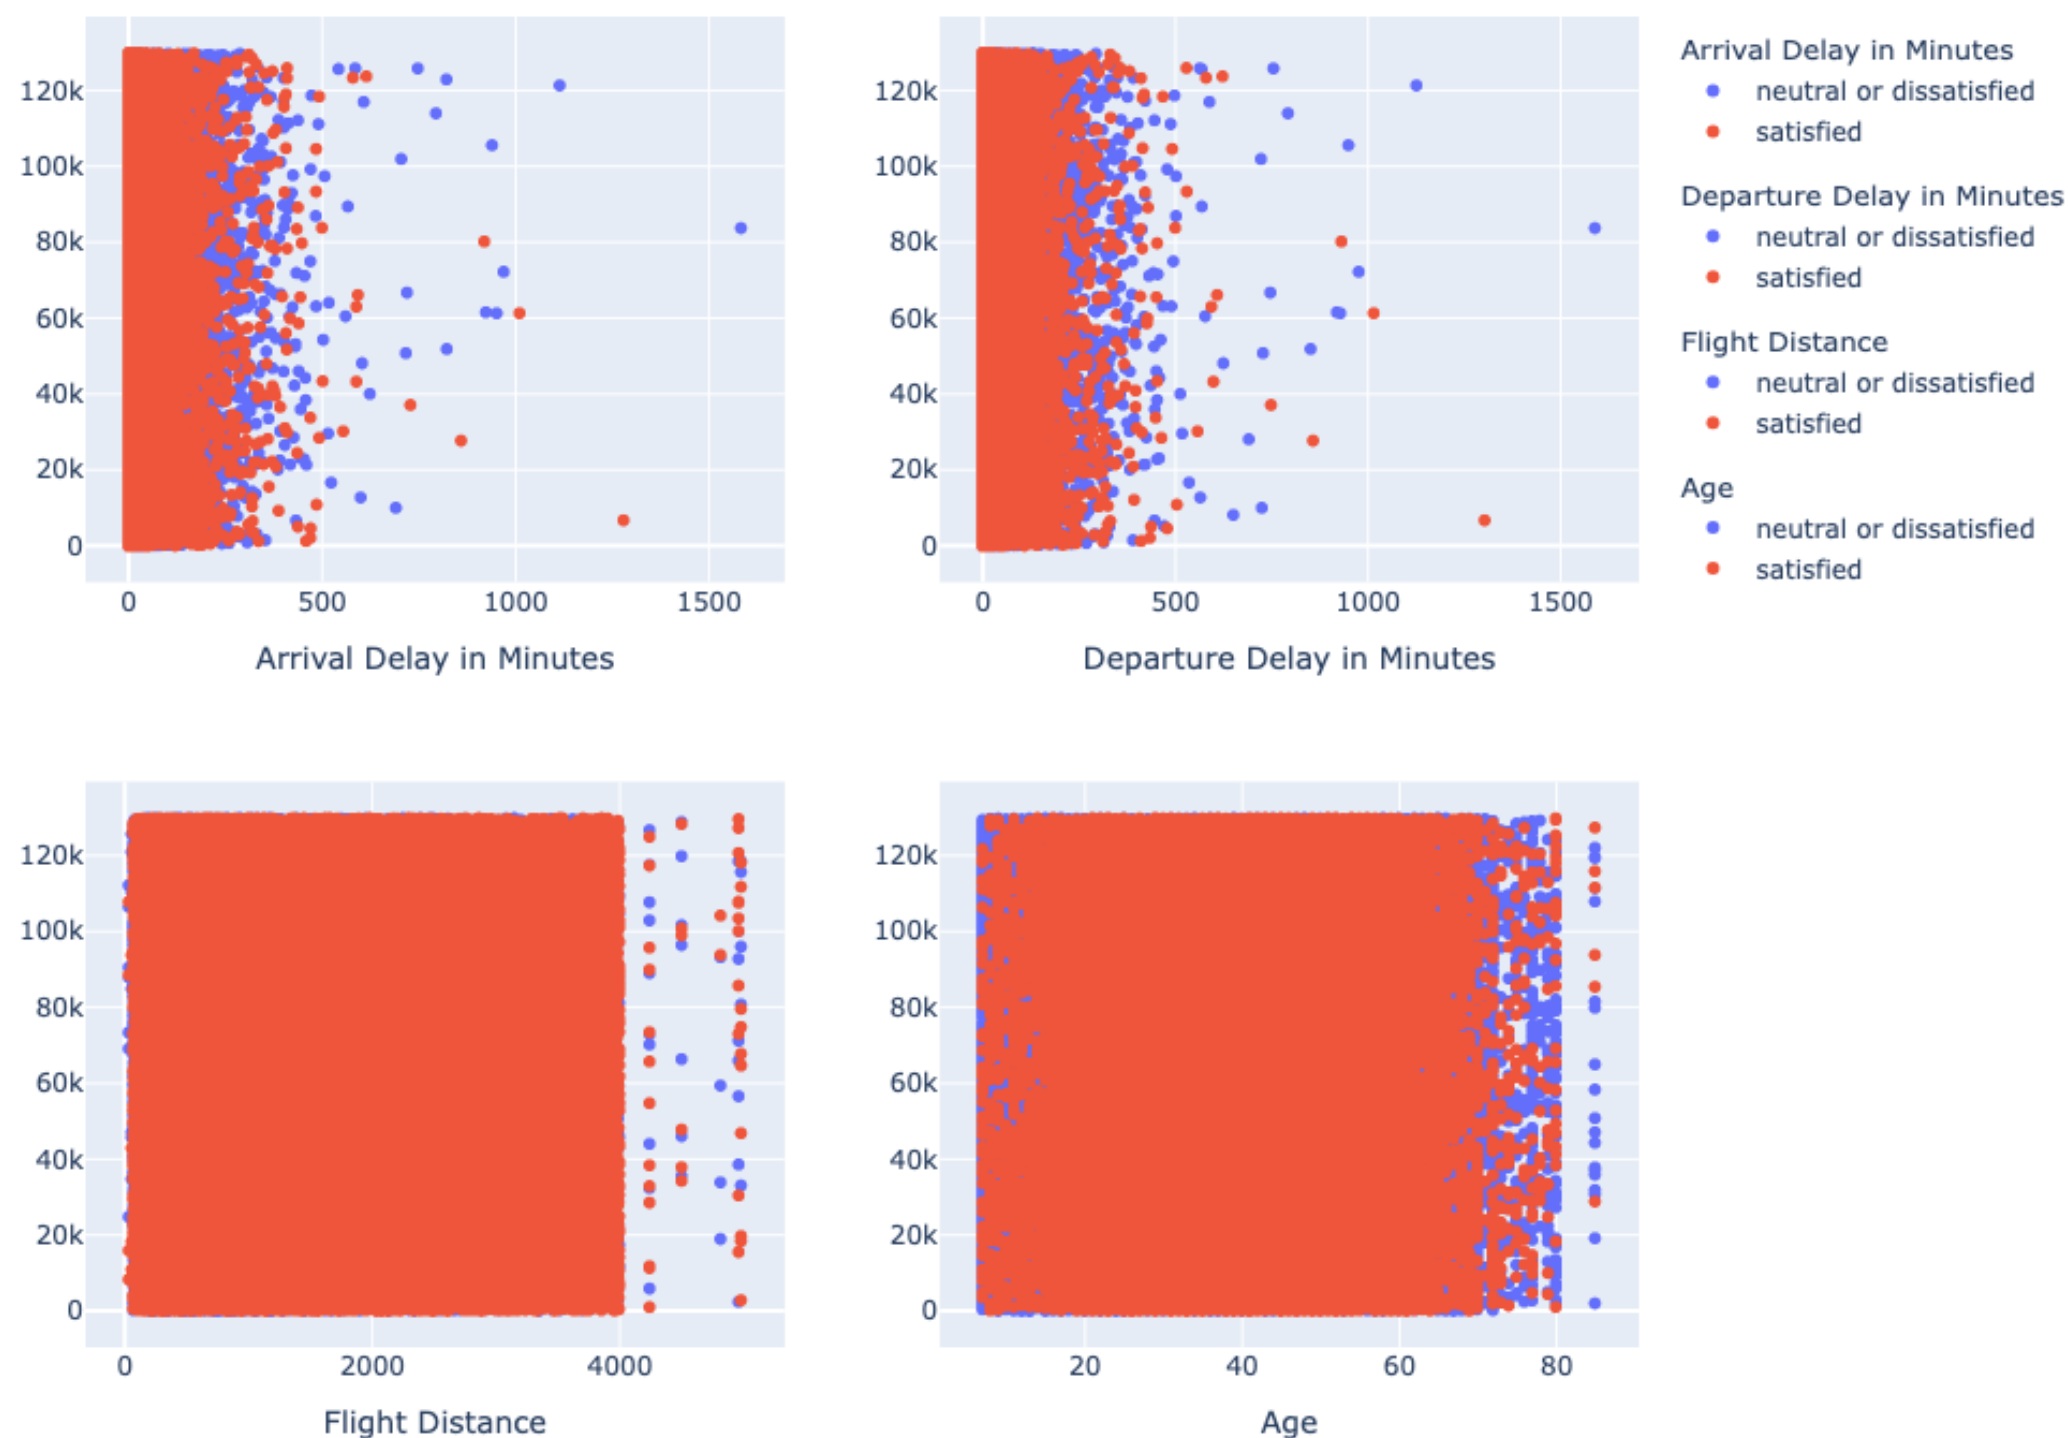 120k
100k
80k
60k
40k
20k
0
0 500 1000 1500
Arrival Delay in Minutes
120k
100k
80k
60k
40k
20k
0
0 500 1000 1500
Departure Delay in Minutes
Arrival Delay in Minutes
neutral or dissatisfied
satisfied
Departure Delay in Minutes
neutral or dissatisfied
satisfied
Flight Distance
neutral or dissatisfied
satisfied
Age
neutral or dissatisfied
satisfied
120k
100k
80k
60k
40k
20k
0
0 2000 4000
Flight Distance
120k
100k
80k
60k
40k
20k
0
20 40 60 80
Age